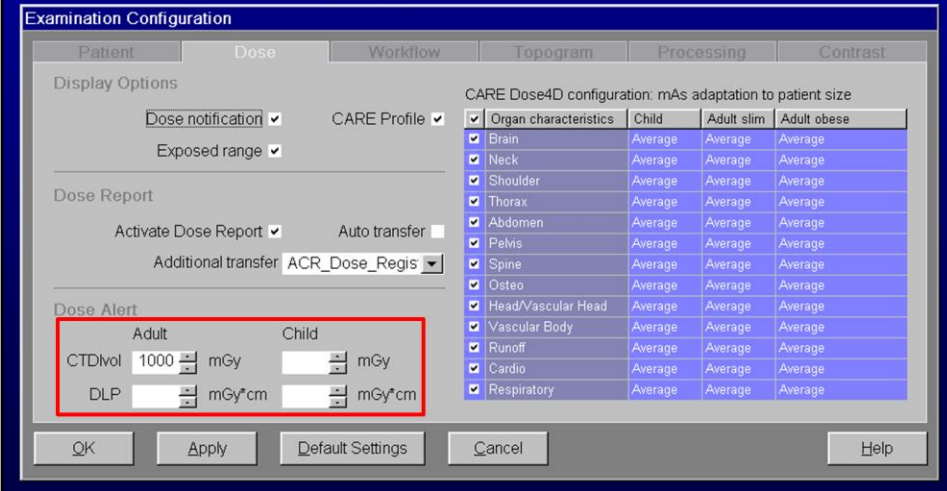 Examination Configuration
Patient Dose Workflow Topogram Processing Contrast
Display Options
Dose notification CARE Profile
Exposed range
Dose Report
Activate Dose Report Auto transfer
Additional transfer ACR_Dose_Regis
Dose Alert
Adult Child
CTDIvol 1000 mGy mGy
DLP mGy*cm mGy*cm
CARE Dose4D configuration: mAs adaptation to patient size
Organ characteristics Child Adult slim Adult obese
Brain Average Average Average
Neck Average Average Average
Shoulder Average Average Average
Thorax Average Average Average
Abdomen Average Average Average
Pelvis Average Average Average
Spine Average Average Average
Osteo Average Average Average
Head/Vascular Head Average Average Average
Vascular Body Average Average Average
Runoff Average Average Average
Cardio Average Average Average
Respiratory Average Average Average
OK Apply Default Settings Cancel Help